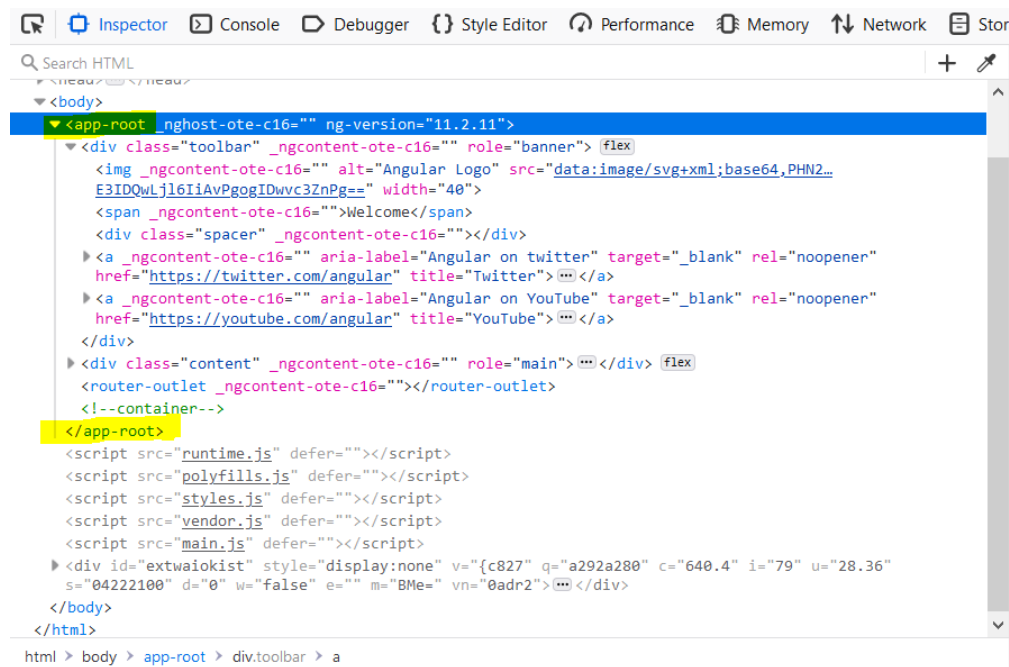 Inspector Console Debugger {} Style Editor Performance Memory Network Stor
Search HTML
<head> </head>
<body>
<app-root _nghost-ote-c16="" ng-version="11.2.11">
<div class="toolbar" _ngcontent-ote-c16="" role="banner"> flex
<img _ngcontent-ote-c16="" alt="Angular Logo" src="data:image/svg+xml;base64,PHN2…
E3IDQwLjl6IiAvPgogIDwvc3ZnPg==" width="40">
<span _ngcontent-ote-c16="">Welcome</span>
<div class="spacer" _ngcontent-ote-c16=""></div>
<a _ngcontent-ote-c16="" aria-label="Angular on twitter" target="_blank" rel="noopener"
href="https://twitter.com/angular" title="Twitter"> </a>
<a _ngcontent-ote-c16="" aria-label="Angular on YouTube" target="_blank" rel="noopener"
href="https://youtube.com/angular" title="YouTube"> </a>
</div>
<div class="content" _ngcontent-ote-c16="" role="main"> </div> flex
<router-outlet _ngcontent-ote-c16=""></router-outlet>
<!--container-->
</app-root>
<script src="runtime.js" defer=""></script>
<script src="polyfills.js" defer=""></script>
<script src="styles.js" defer=""></script>
<script src="vendor.js" defer=""></script>
<script src="main.js" defer=""></script>
<div id="extwaiokist" style="display:none" v="{c827" q="a292a280" c="640.4" i="79" u="28.36"
s="04222100" d="0" w="false" e="" m="BMe=" vn="0adr2"> </div>
</body>
</html>
html > body > app-root > div.toolbar > a